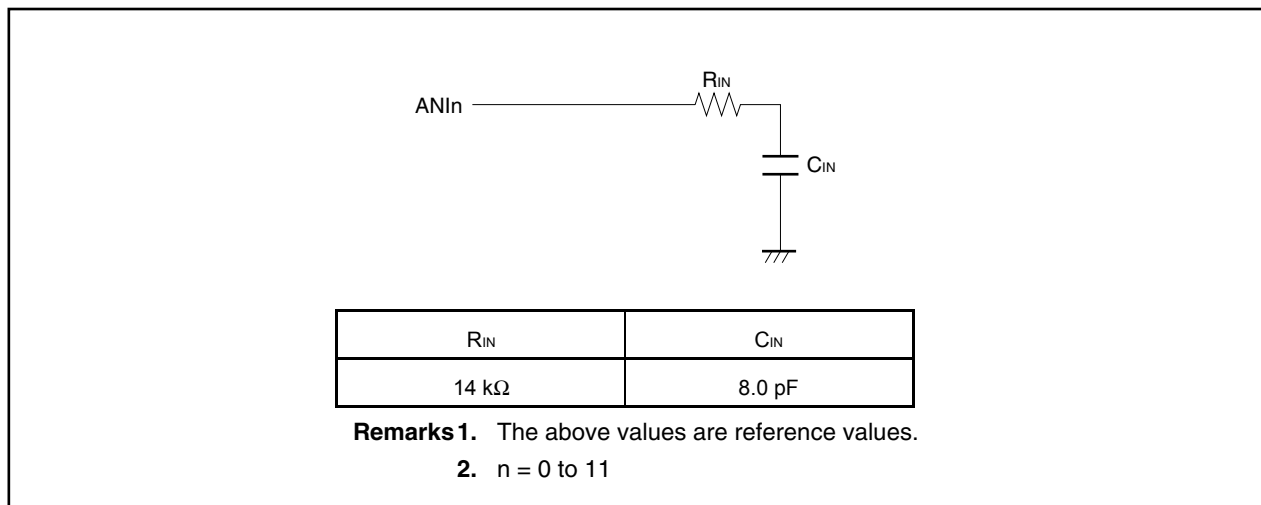 RIN
ANIn
CIN
RIN CIN
14 kΩ 8.0 pF
Remarks 1. The above values are reference values.
2. n = 0 to 11